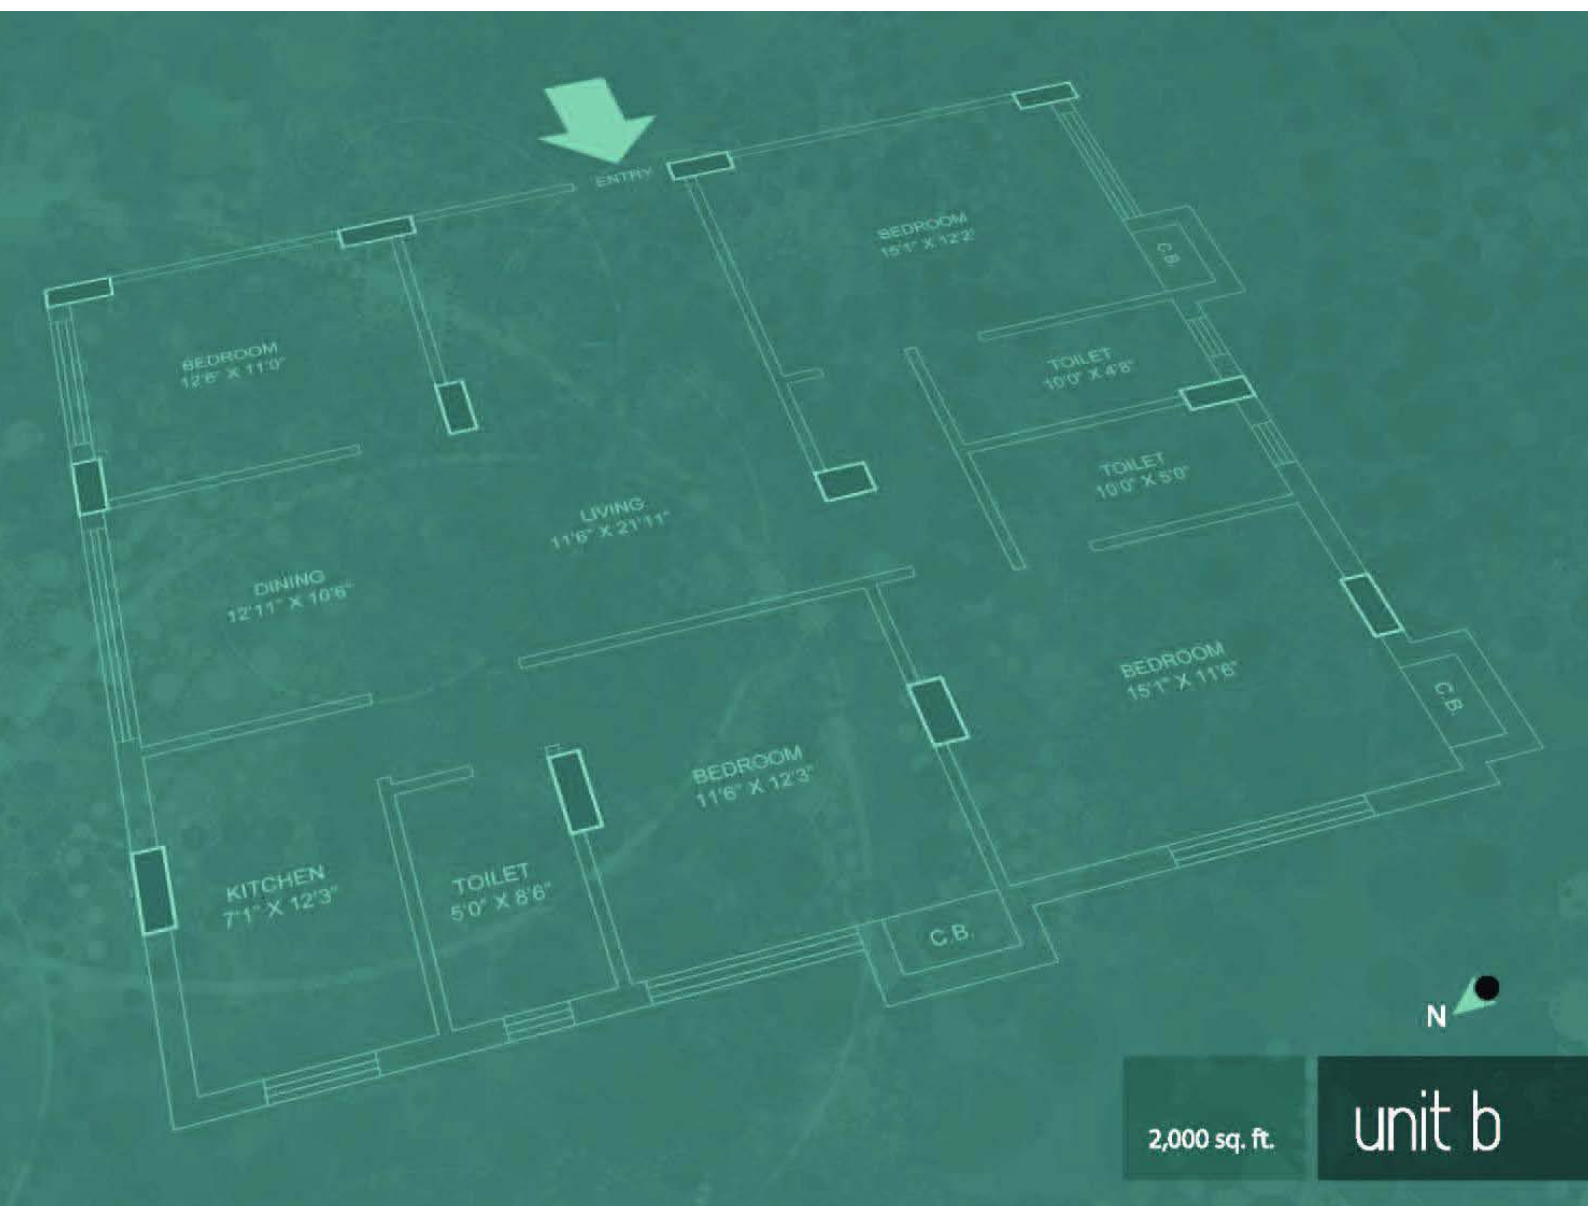 ENTRY
BEDROOM
15'1" X 12'2"
C.B.
BEDROOM
12'6" X 11'0"
TOILET
10'0" X 4'8"
TOILET
10'0" X 5'0"
LIVING
11'6" X 21'11"
DINING
12'11" X 10'6"
BEDROOM
15'1" X 11'6"
C.B.
BEDROOM
11'6" X 12'3"
KITCHEN
7'1" X 12'3"
TOILET
5'0" X 8'6"
C.B.
N
2,000 sq. ft.
unit b